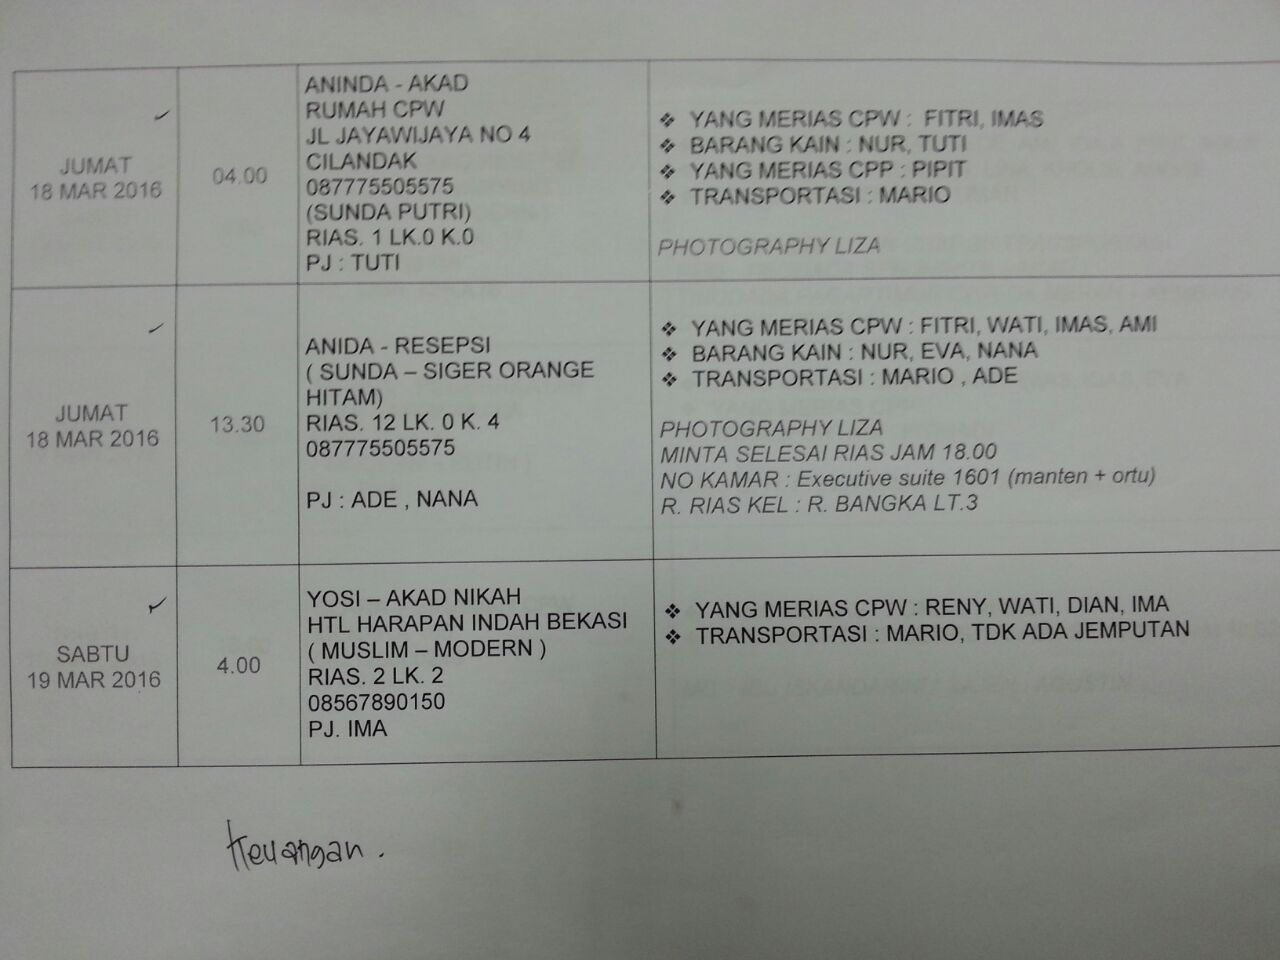 JUMAT
18 MAR 2016
04.00
ANINDA - AKAD
RUMAH CPW
JL JAYAWIJAYA NO 4
CILANDAK
087775505575
(SUNDA PUTRI)
RIAS. 1 LK.0 K.0
PJ : TUTI
❖ YANG MERIAS CPW : FITRI, IMAS
❖ BARANG KAIN : NUR, TUTI
❖ YANG MERIAS CPP : PIPIT
❖ TRANSPORTASI : MARIO
PHOTOGRAPHY LIZA
JUMAT
18 MAR 2016
13.30
ANIDA - RESEPSI
( SUNDA – SIGER ORANGE
HITAM)
RIAS. 12 LK. 0 K. 4
087775505575
PJ : ADE , NANA
❖ YANG MERIAS CPW : FITRI, WATI, IMAS, AMI
❖ BARANG KAIN : NUR, EVA, NANA
❖ TRANSPORTASI : MARIO , ADE
PHOTOGRAPHY LIZA
MINTA SELESAI RIAS JAM 18.00
NO KAMAR : Executive suite 1601 (manten + ortu)
R. RIAS KEL : R. BANGKA LT.3
SABTU
19 MAR 2016
4.00
YOSI – AKAD NIKAH
HTL HARAPAN INDAH BEKASI
( MUSLIM – MODERN )
RIAS. 2 LK. 2
08567890150
PJ. IMA
❖ YANG MERIAS CPW : RENY, WATI, DIAN, IMA
❖ TRANSPORTASI : MARIO, TDK ADA JEMPUTAN
Keuangan.